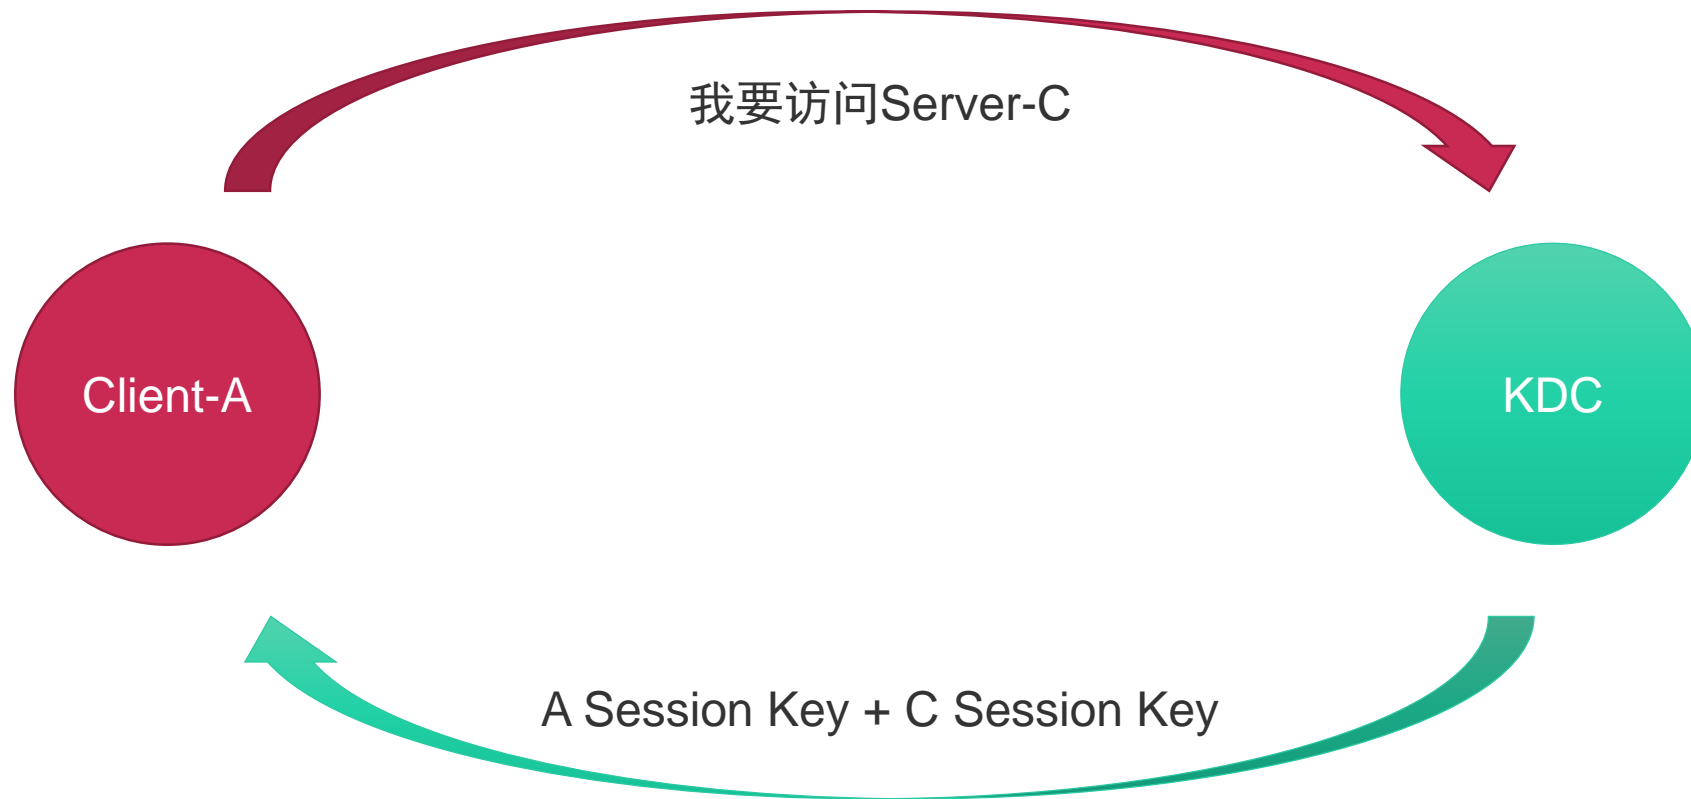 我要访问Server-C
Client-A
KDC
A Session Key + C Session Key